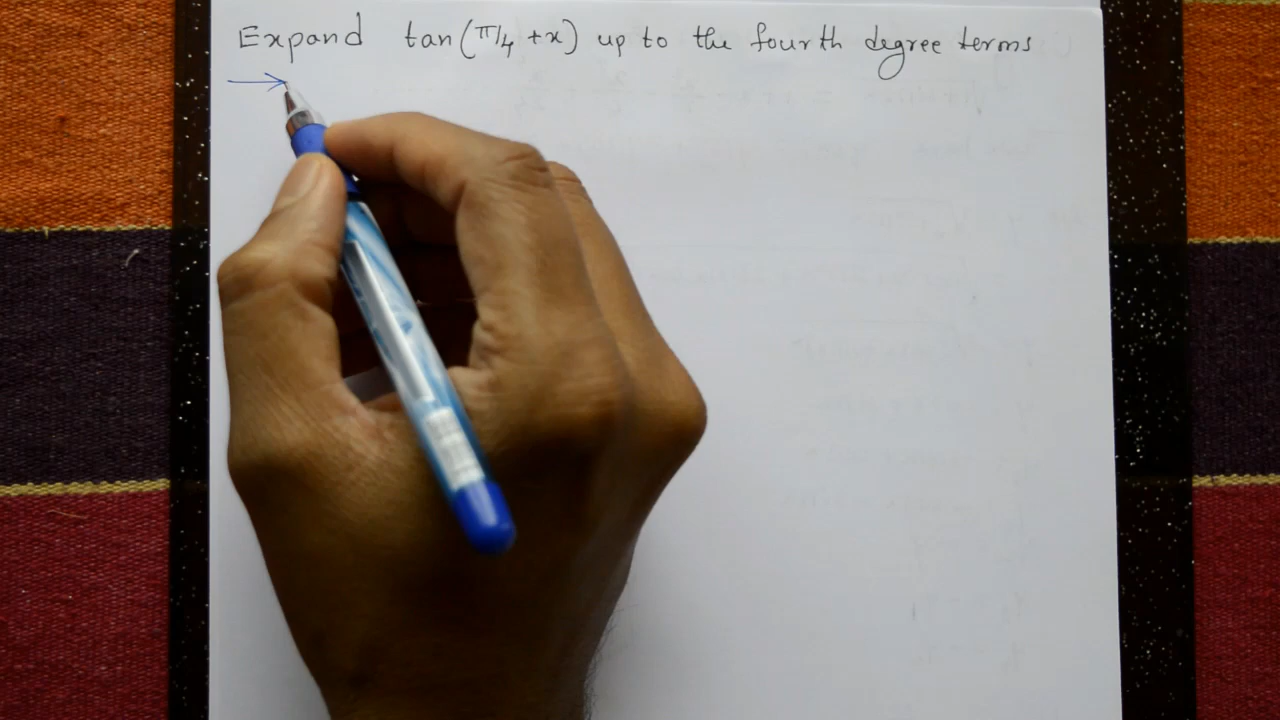 Expand tan(π/4 + x) up to the fourth degree terms